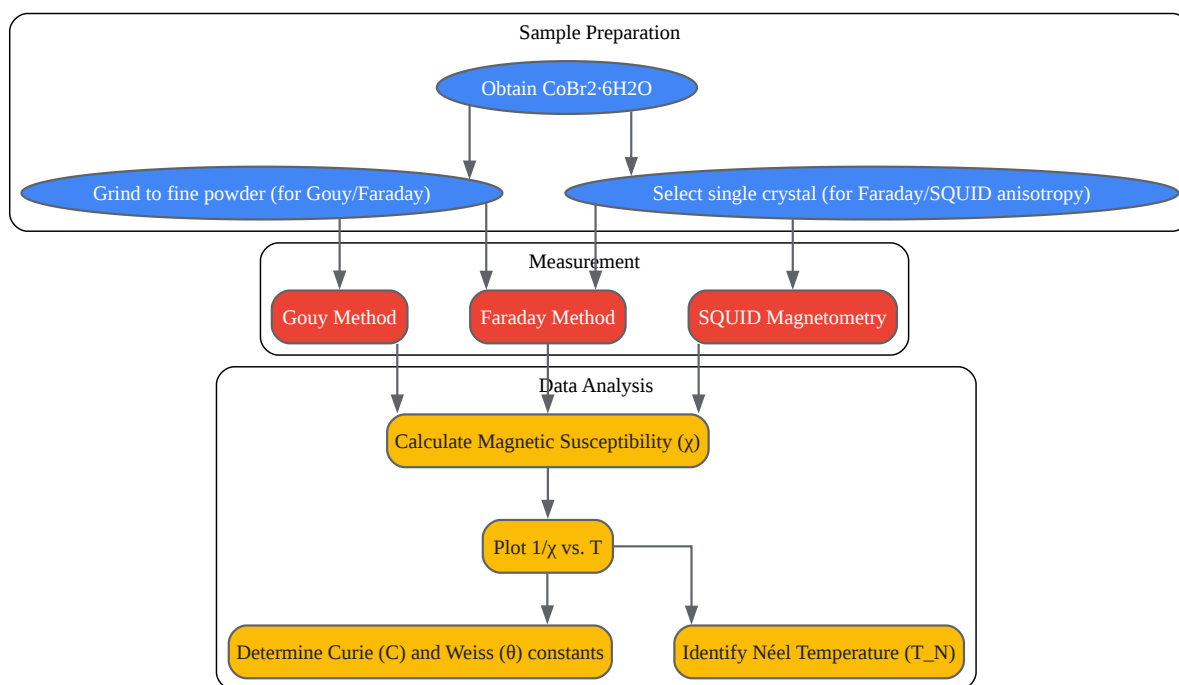 Sample Preparation
Obtain CoBr2·6H2O
Grind to fine powder (for Gouy/Faraday)
Select single crystal (for Faraday/SQUID anisotropy)
Measurement
Gouy Method
Faraday Method
SQUID Magnetometry
Data Analysis
Calculate Magnetic Susceptibility (χ)
Plot 1/χ vs. T
Determine Curie (C) and Weiss (θ) constants
Identify Néel Temperature (T_N)